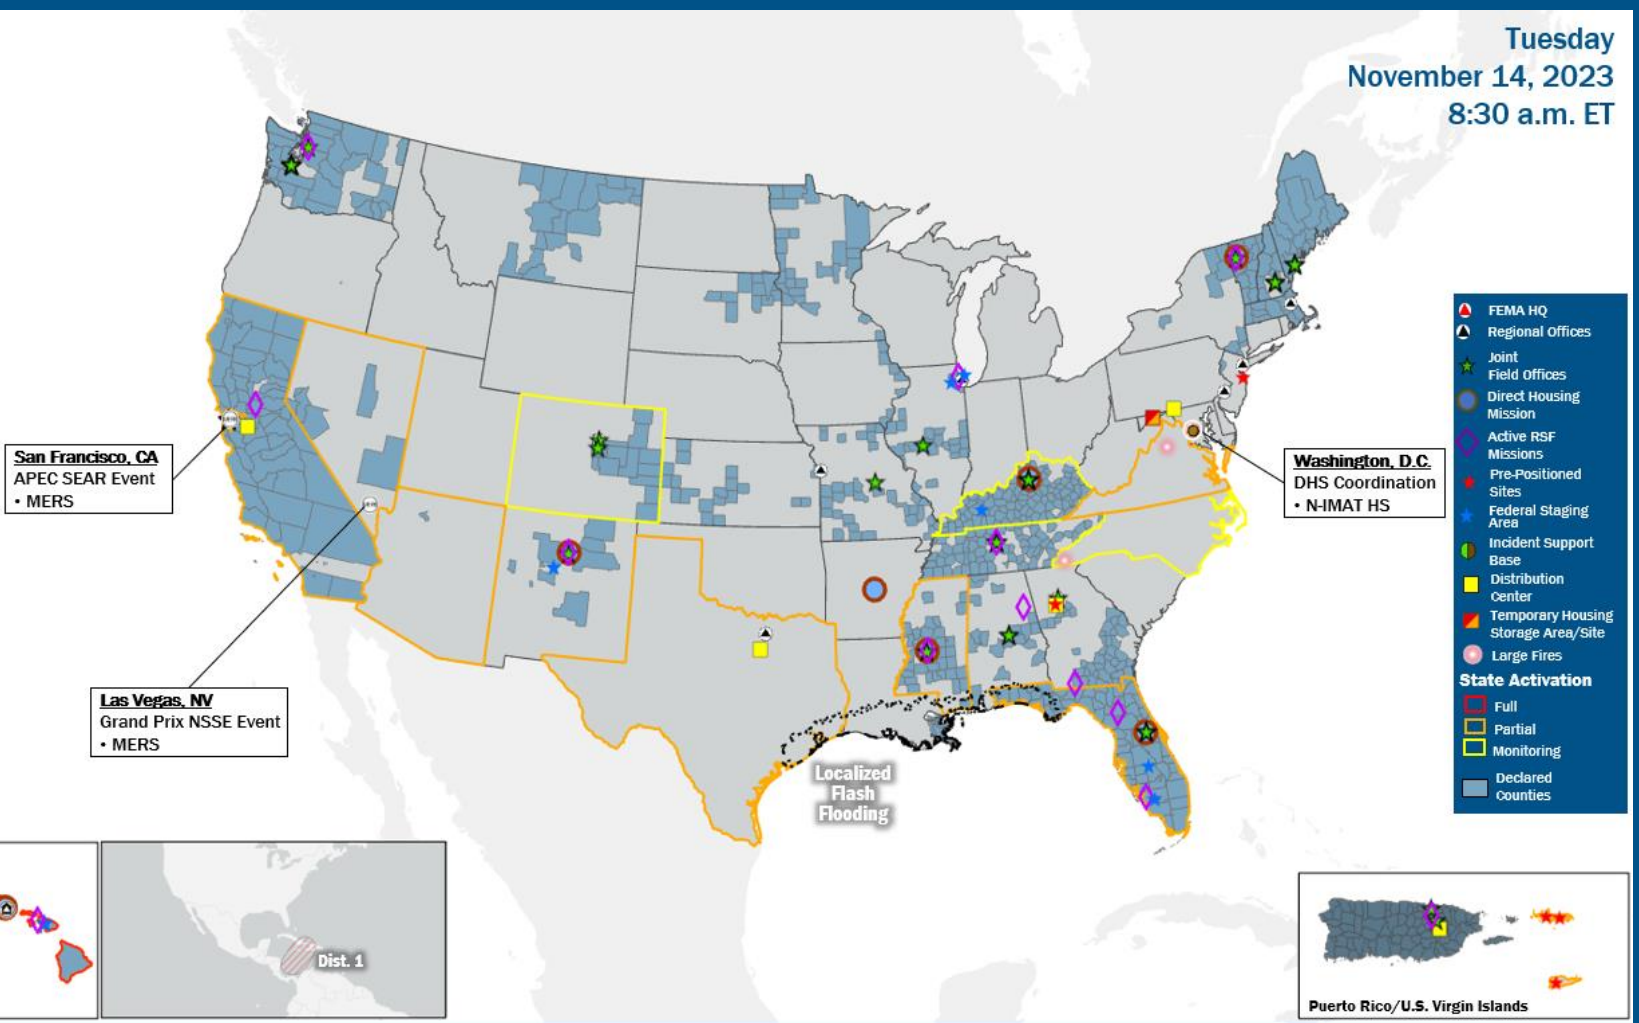 Tuesday
November 14, 2023
8:30 a.m. ET
San Francisco, CA
APEC SEAR Event
• MERS
Las Vegas, NV
Grand Prix NSSE Event
• MERS
Washington, D.C.
DHS Coordination
• N-IMAT HS
Localized
Flash
Flooding
FEMA HQ
Regional Offices
Joint
Field Offices
Direct Housing
Mission
Active RSF
Missions
Pre-Positioned
Sites
Federal Staging
Area
Incident Support
Base
Distribution
Center
Temporary Housing
Storage Area/Site
Large Fires
State Activation
Full
Partial
Monitoring
Declared
Counties
Dist. 1
Puerto Rico/U.S. Virgin Islands